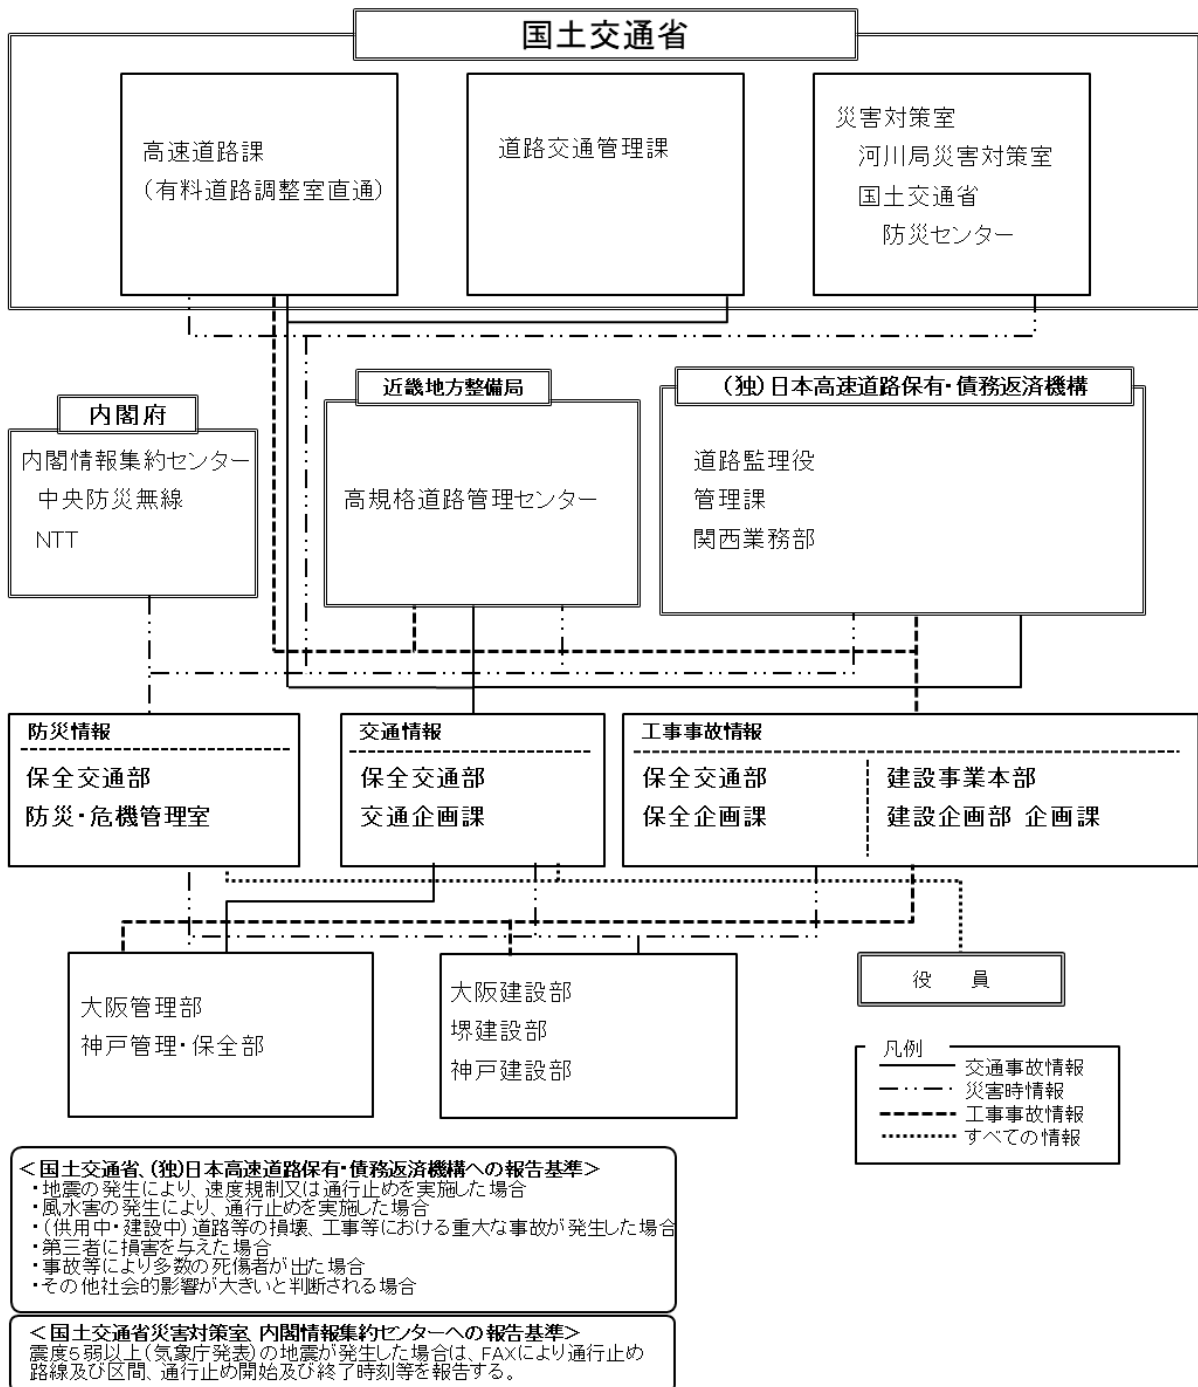 国土交通省
高速道路課
(有料道路調整室直通)
道路交通管理課
災害対策室
河川局災害対策室
国土交通省
防災センター
内閣府
内閣情報集約センター
中央防災無線
NTT
近畿地方整備局
高規格道路管理センター
(独)日本高速道路保有・債務返済機構
道路監理役
管理課
関西業務部
防災情報
保全交通部
防災・危機管理室
交通情報
保全交通部
交通企画課
工事事故情報
保全交通部
保全企画課
建設事業本部
建設企画部 企画課
大阪管理部
神戸管理・保全部
大阪建設部
堺建設部
神戸建設部
役 員
凡例
交通事故情報
災害時情報
工事事故情報
すべての情報
<国土交通省、(独)日本高速道路保有・債務返済機構への報告基準>
・地震の発生により、速度規制又は通行止めを実施した場合
・風水害の発生により、通行止めを実施した場合
・(供用中・建設中)道路等の損壊、工事等における重大な事故が発生した場合
・第三者に損害を与えた場合
・事故等により多数の死傷者が出た場合
・その他社会的影響が大きいと判断される場合
<国土交通省災害対策室、内閣情報集約センターへの報告基準>
震度5弱以上(気象庁発表)の地震が発生した場合は、FAXにより通行止め
路線及び区間、通行止め開始及び終了時刻等を報告する。